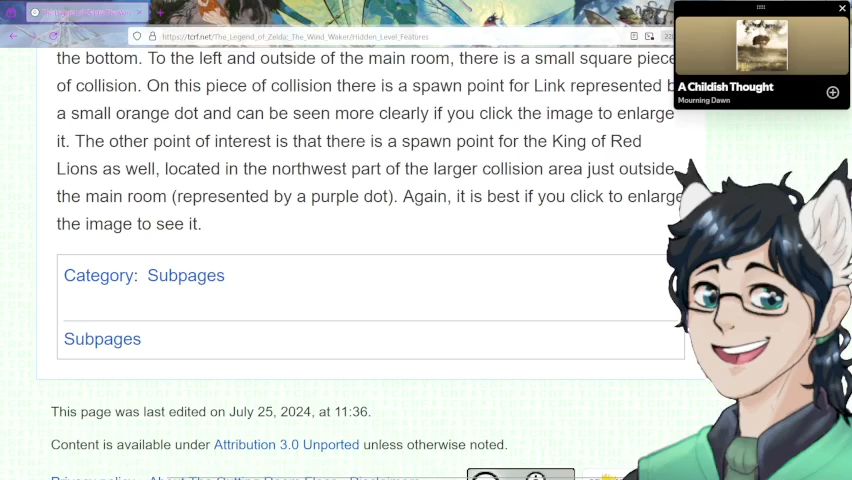 https://tcrf.net/The_Legend_of_Zelda:_The_Wind_Waker/Hidden_Level_Features
A Childish Thought
Mourning Dawn
the bottom. To the left and outside of the main room, there is a small square piece
of collision. On this piece of collision there is a spawn point for Link represented
a small orange dot and can be seen more clearly if you click the image to enlarge
it. The other point of interest is that there is a spawn point for the King of Red
Lions as well, located in the northwest part of the larger collision area just outside
the main room (represented by a purple dot). Again, it is best if you click to enlarge
the image to see it.
Category: Subpages
Subpages
This page was last edited on July 25, 2024, at 11:36.
Content is available under Attribution 3.0 Unported unless otherwise noted.